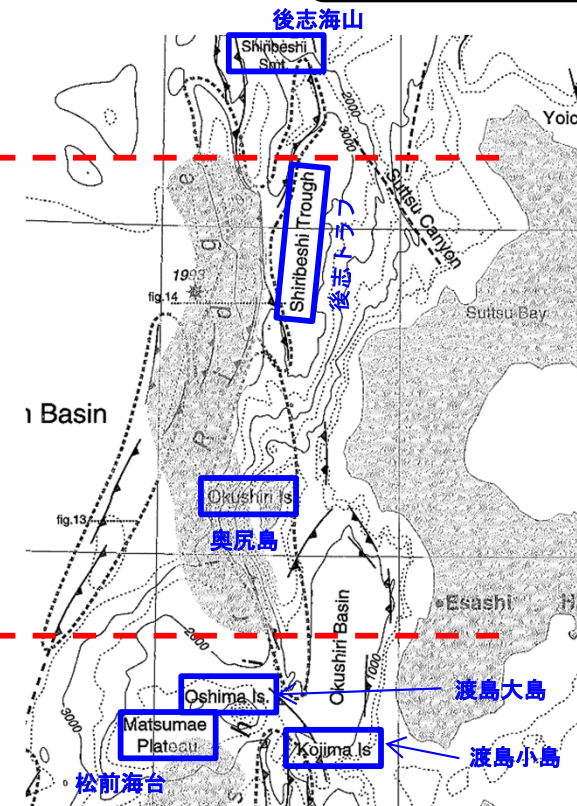 後志海山
Shiribeshi
Smt.
2000
3000
Yoic
Suttsu Canyon
e
g
d
i
R
Shiribeshi Trough
後志トラフ
1993
fig.14
Suttsu Bay
n Basin
Okushiri Is
fig.13
奥尻島
Okushiri Basin
Esashi
H
r
2000
1000
3000
Oshima Is.
渡島大島
Matsumae
Plateau
h
Kojima Is
渡島小島
松前海台
s